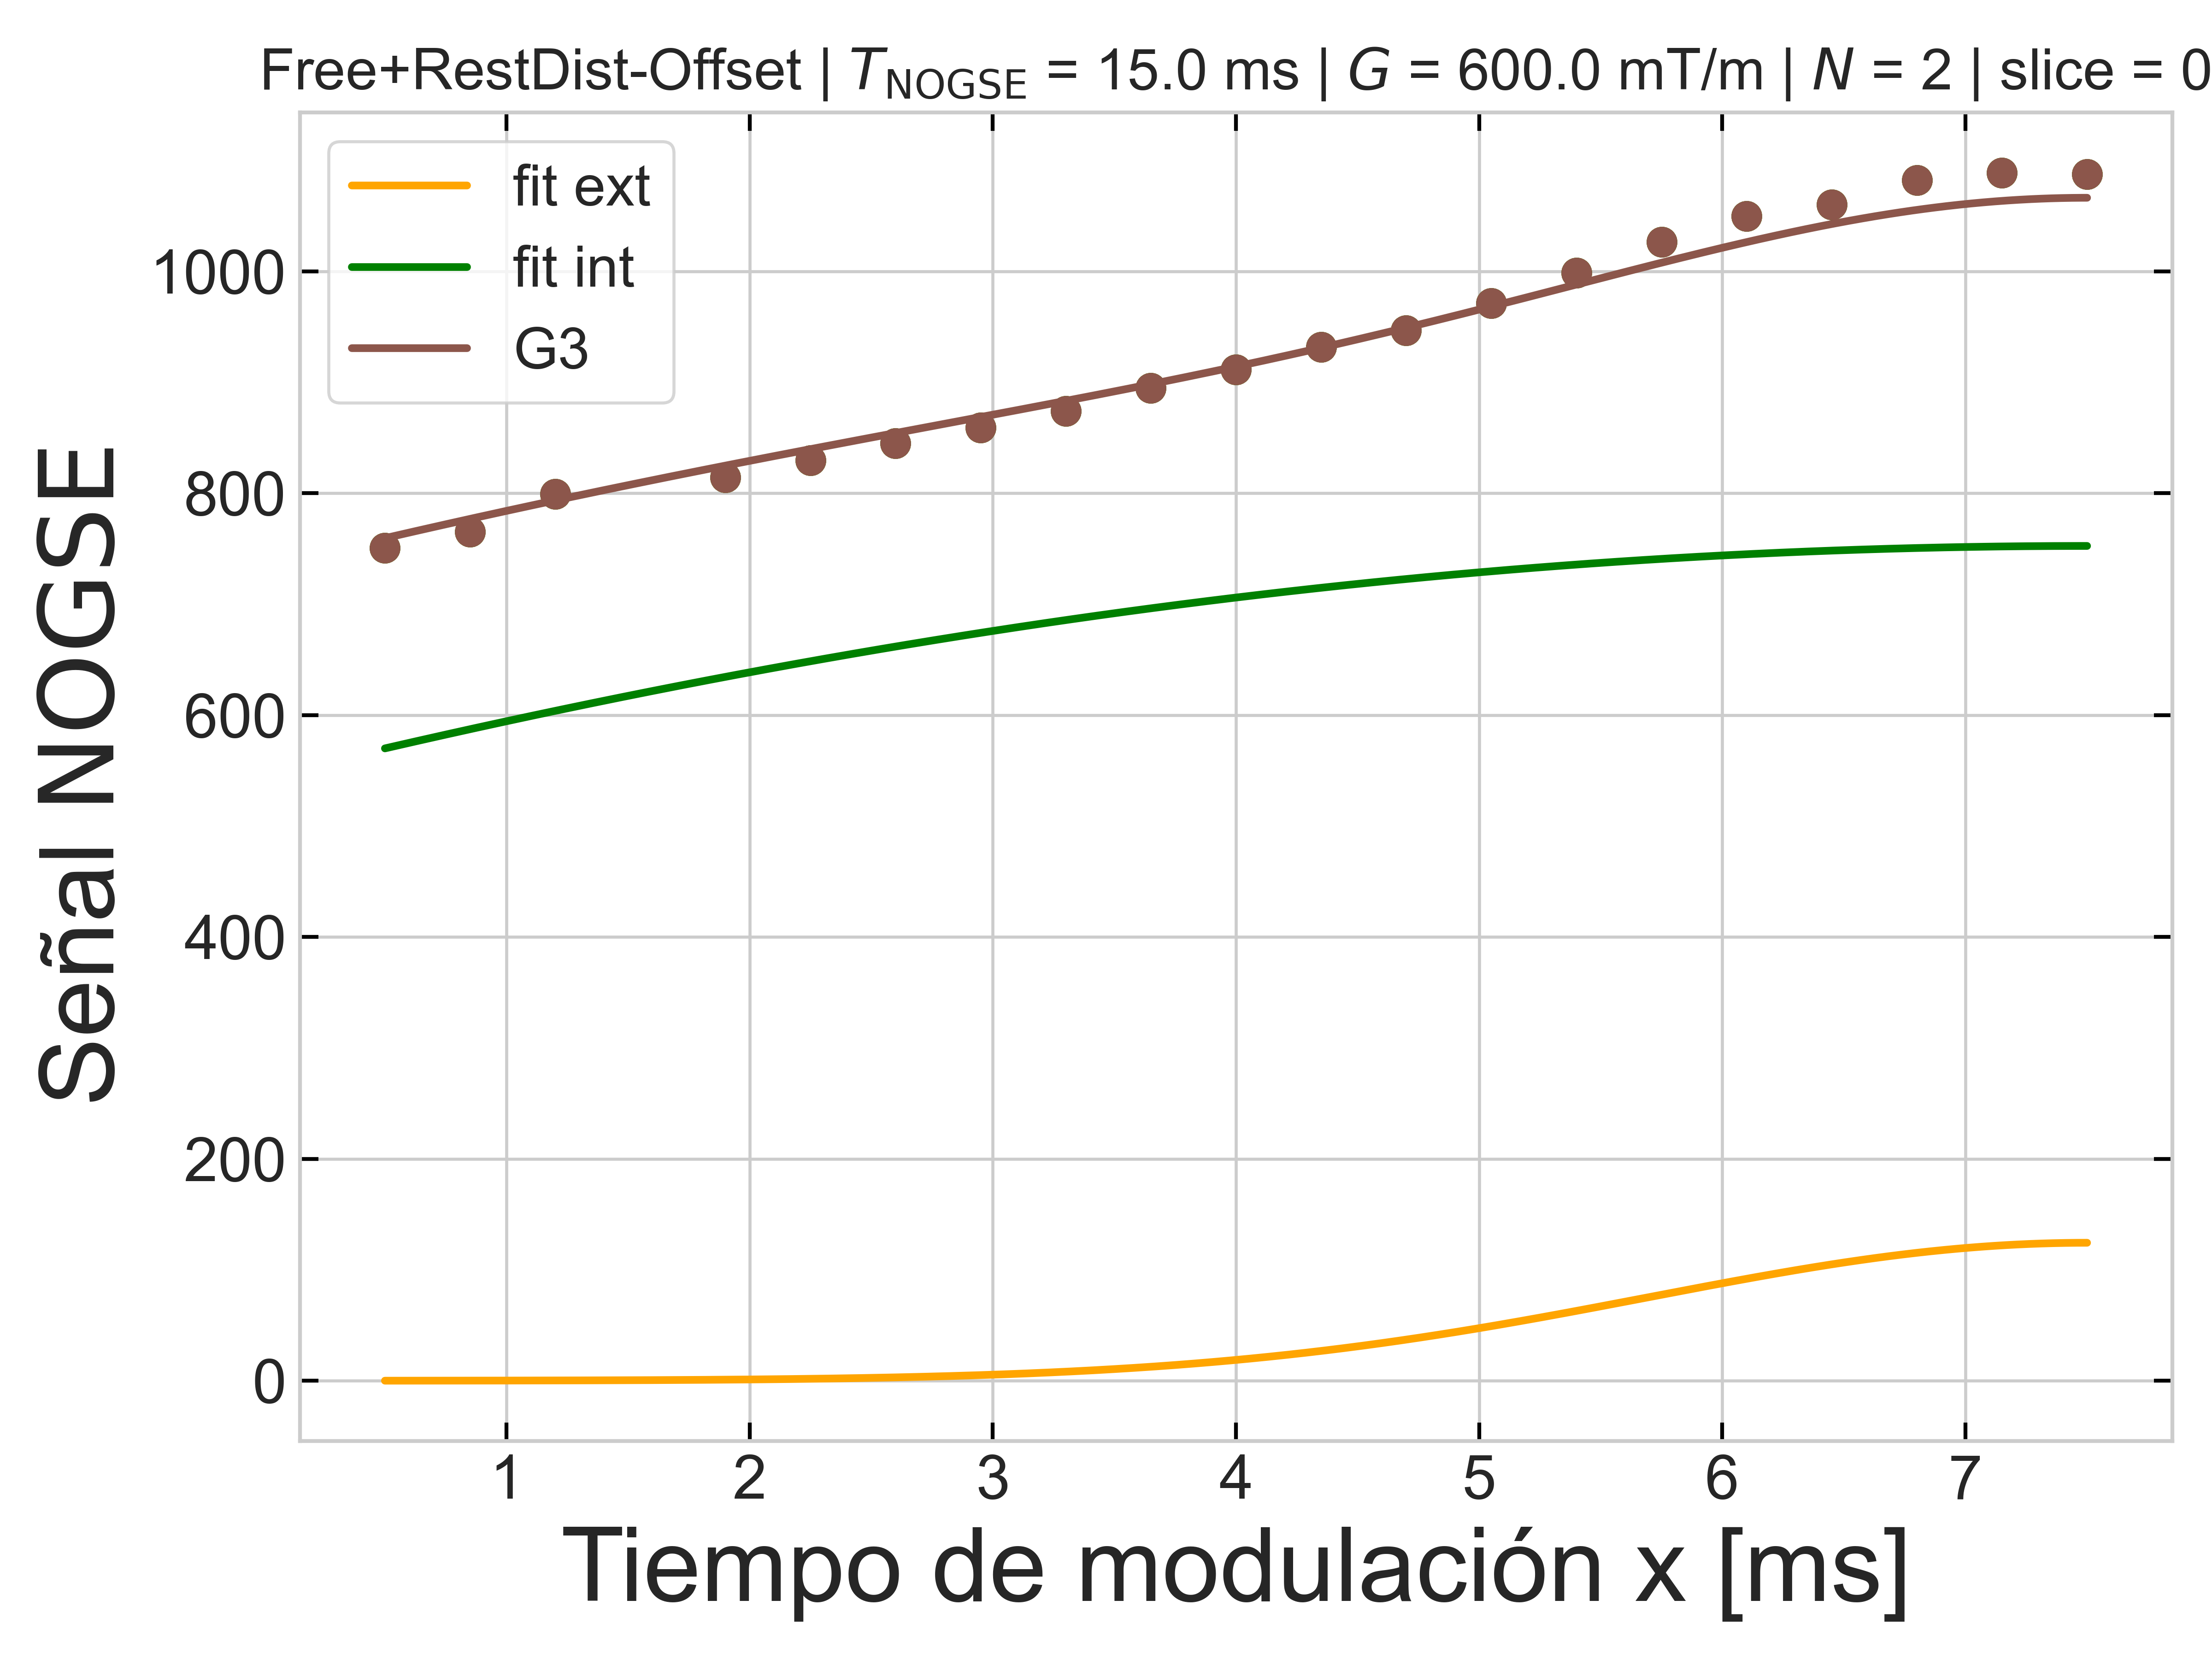 Free+RestDist-Offset | T_NOGSE = 15.0 ms | G = 600.0 mT/m | N = 2 | slice = 0
fit ext
fit int
G3
Señal NOGSE
1000
800
600
400
200
0
1 2 3 4 5 6 7
Tiempo de modulación x [ms]